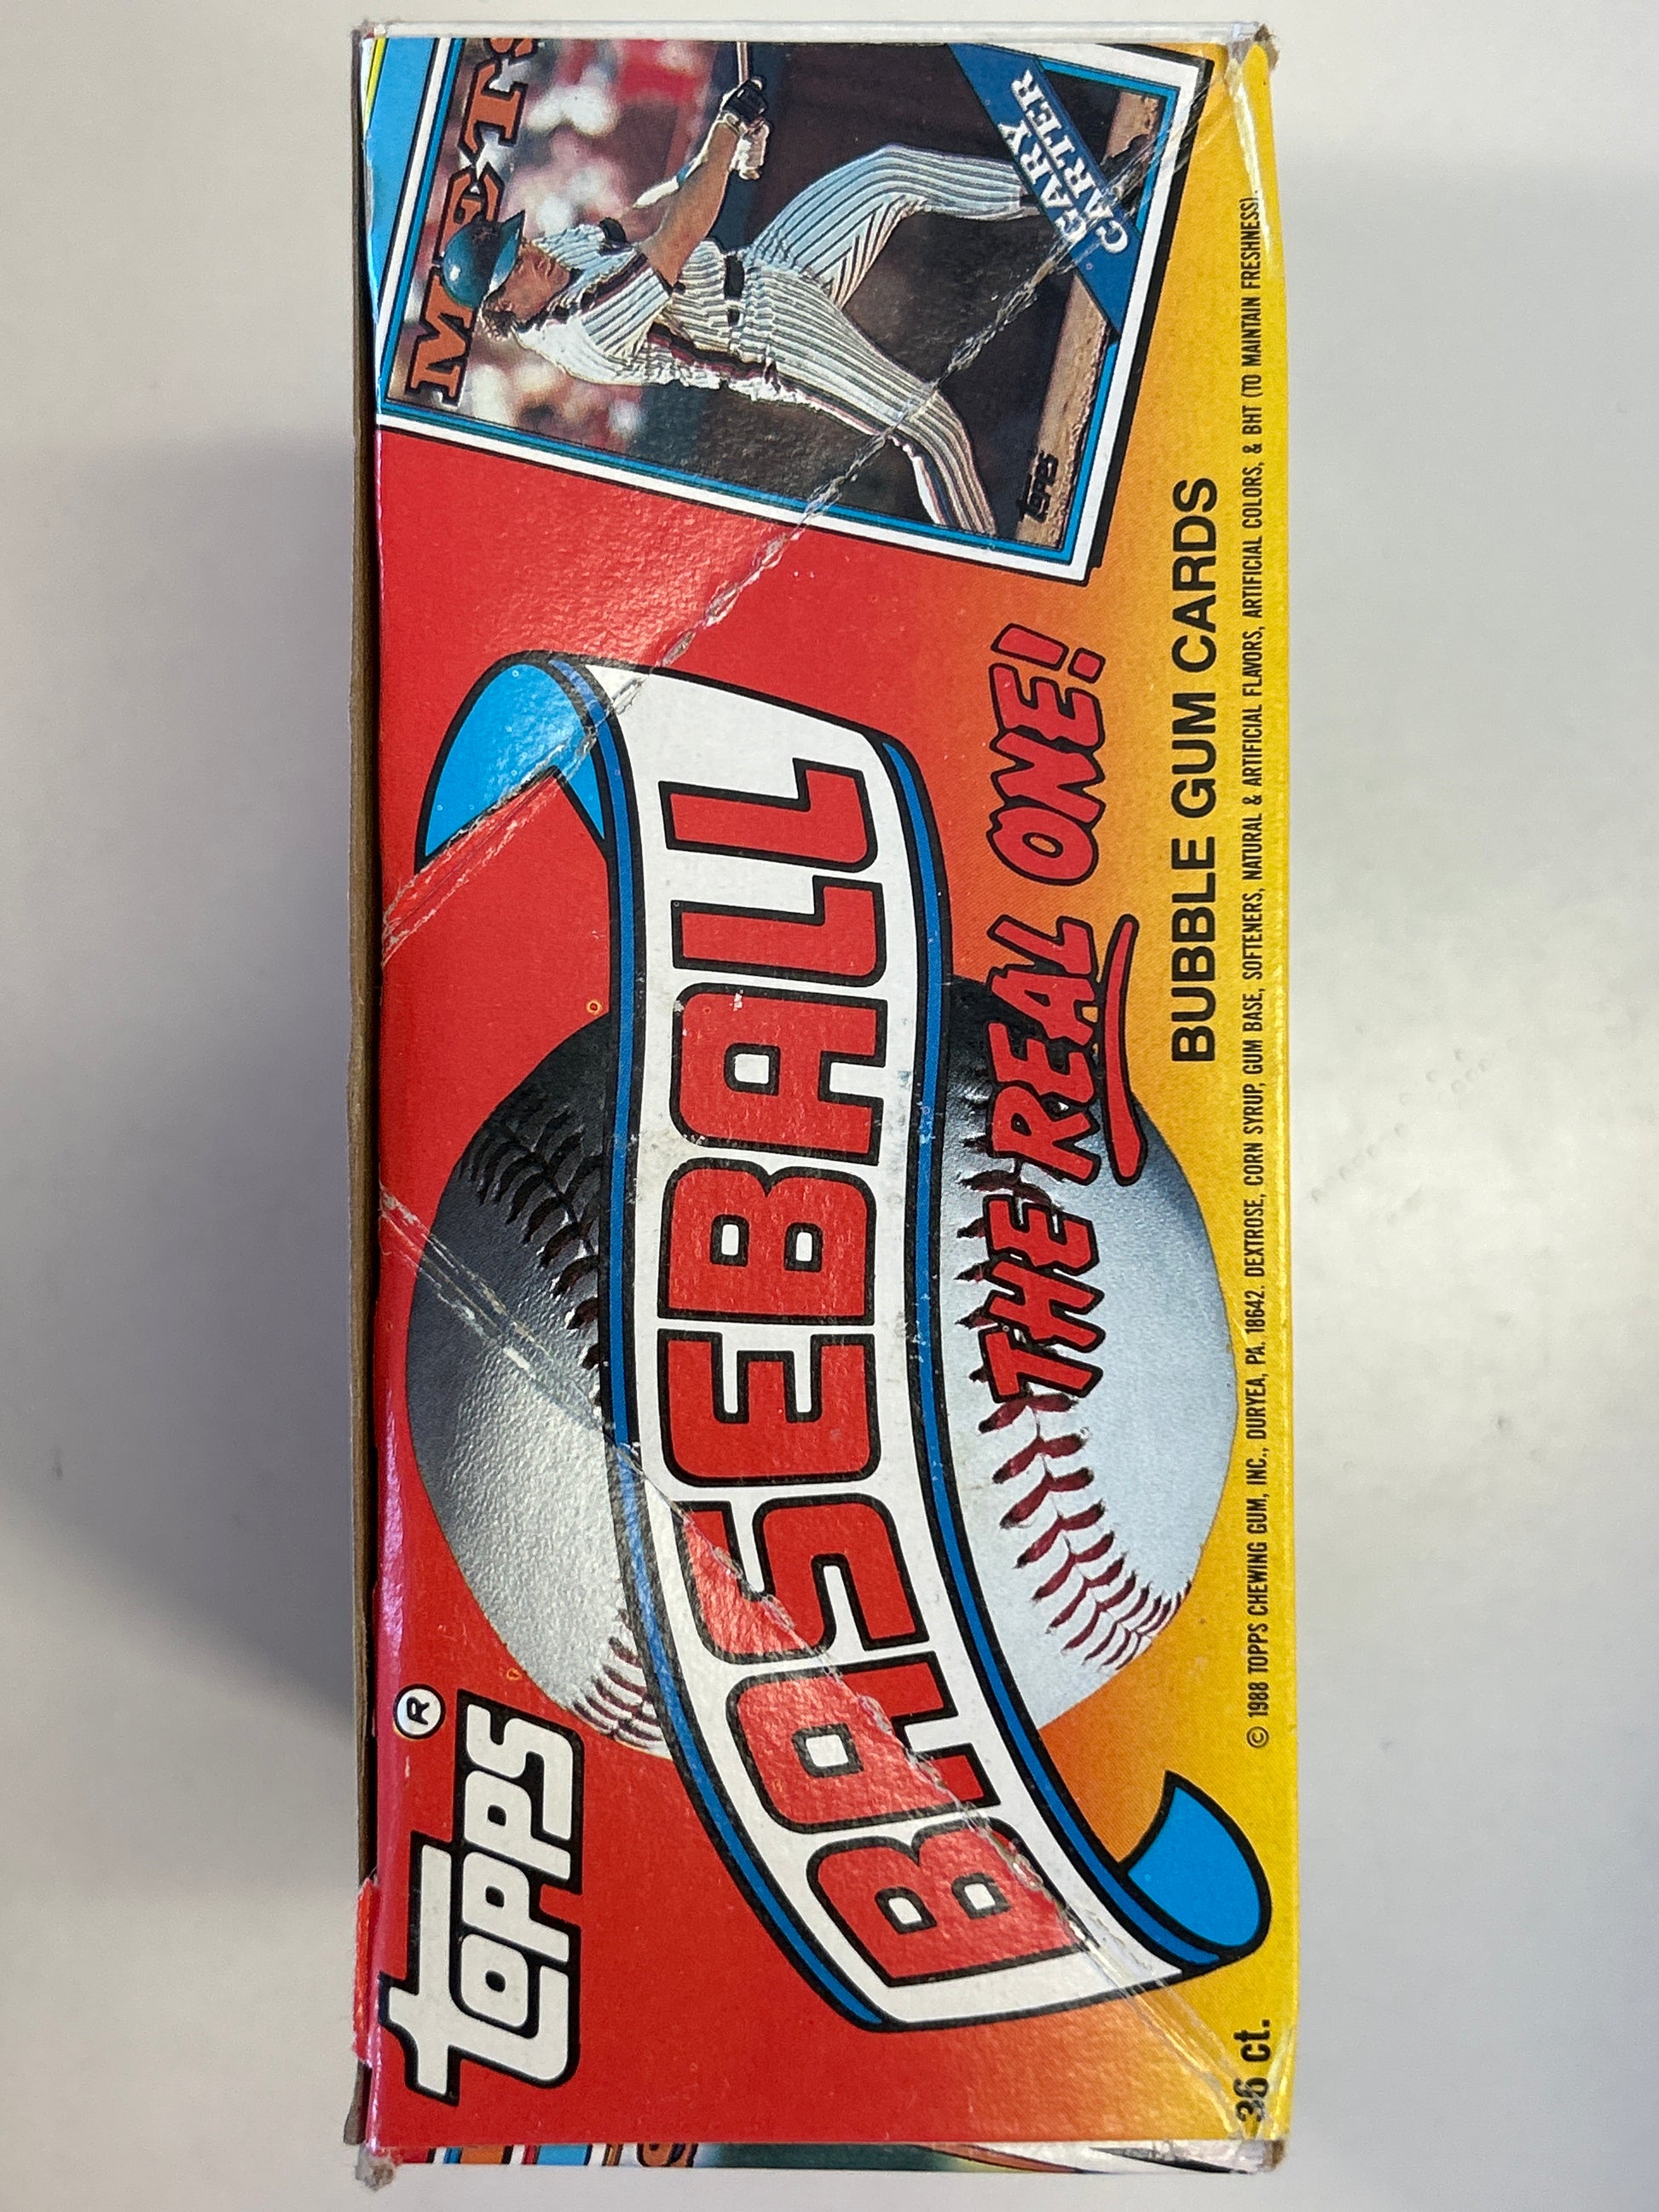 TOPPS®
BASEBALL
THE REAL ONE!
BUBBLE GUM CARDS
METS
GARY
CARTER
TOPPS
36 ct.
© 1988 TOPPS CHEWING GUM, INC., DURYEA, PA. 18642. DEXTROSE, CORN SYRUP, GUM BASE, SOFTENERS, NATURAL & ARTIFICIAL FLAVORS, ARTIFICIAL COLORS, & BHT (TO MAINTAIN FRESHNESS).